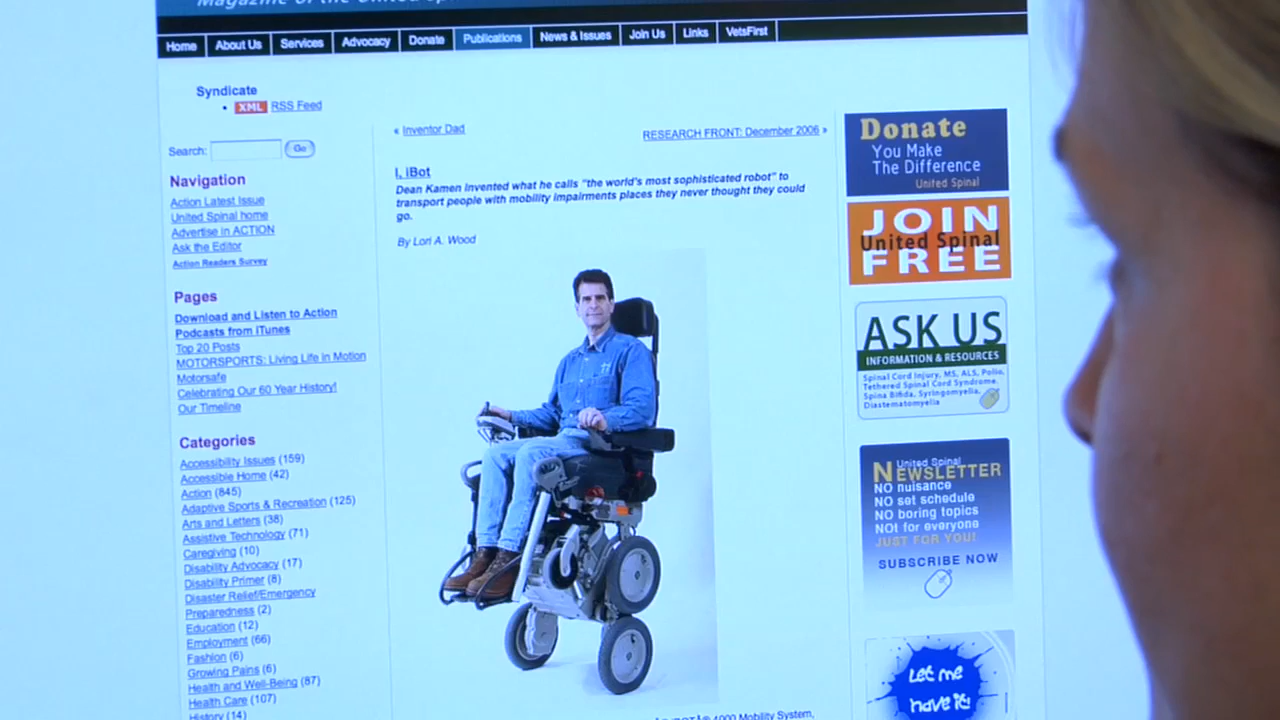 Magazine of the United Sp
Home About Us Services Advocacy Donate Publications News & Issues Join Us Links VetsFirst
Syndicate
XML RSS Feed
Search: Go
Navigation
Action Latest Issue
United Spinal home
Advertise in ACTION
Ask the Editor
Action Readers Survey
Pages
Download and Listen to Action
Podcasts from iTunes
Top 20 Posts
MOTORSPORTS: Living Life in Motion
Motorsafe
Celebrating Our 60 Year History!
Our Timeline
Categories
Accessibility Issues (159)
Accessible Home (42)
Action (845)
Adaptive Sports & Recreation (125)
Arts and Letters (38)
Assistive Technology (71)
Caregiving (10)
Disability Advocacy (17)
Disability Primer (8)
Disaster Relief/Emergency
Preparedness (2)
Education (12)
Employment (66)
Fashion (6)
Growing Pains (6)
Health and Well-Being (87)
Health Care (107)
History (14)
« Inventor Dad
RESEARCH FRONT: December 2006 »
I, iBot
Dean Kamen invented what he calls "the world's most sophisticated robot" to
transport people with mobility impairments places they never thought they could
go.
By Lori A. Wood
4000 Mobility System,
Donate
You Make
The Difference
United Spinal
JOIN
United Spinal
FREE
ASK US
INFORMATION & RESOURCES
Spinal Cord Injury, MS, ALS, Polio,
Tethered Spinal Cord Syndrome,
Spina Bifida, Syringomyelia,
Diastematomyelia
United Spinal
NEWSLETTER
NO nuisance
NO set schedule
NO boring topics
NOt for everyone
JUST FOR YOU!
SUBSCRIBE NOW
Let me
have it!